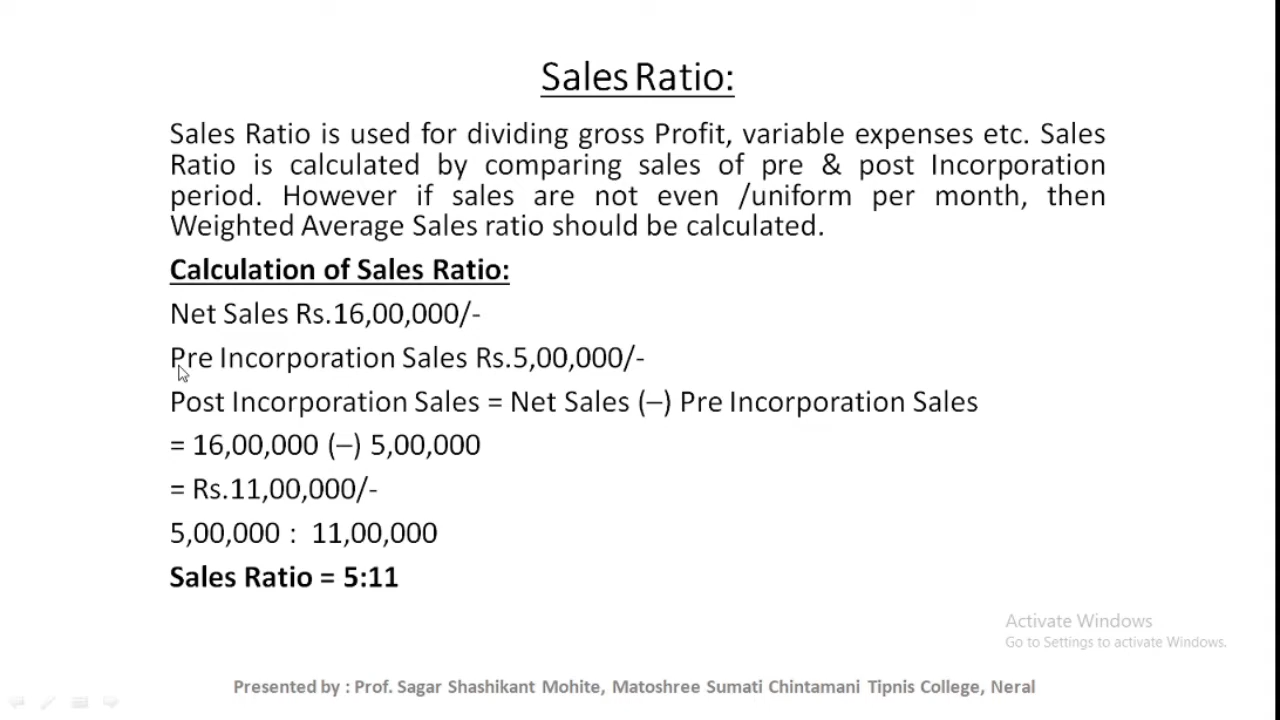 Sales Ratio:
Sales Ratio is used for dividing gross Profit, variable expenses etc. Sales
Ratio is calculated by comparing sales of pre & post Incorporation
period. However if sales are not even /uniform per month, then
Weighted Average Sales ratio should be calculated.
Calculation of Sales Ratio:
Net Sales Rs.16,00,000/-
Pre Incorporation Sales Rs.5,00,000/-
Post Incorporation Sales = Net Sales (–) Pre Incorporation Sales
= 16,00,000 (–) 5,00,000
= Rs.11,00,000/-
5,00,000 : 11,00,000
Sales Ratio = 5:11
Activate Windows
Go to Settings to activate Windows.
Presented by : Prof. Sagar Shashikant Mohite, Matoshree Sumati Chintamani Tipnis College, Neral